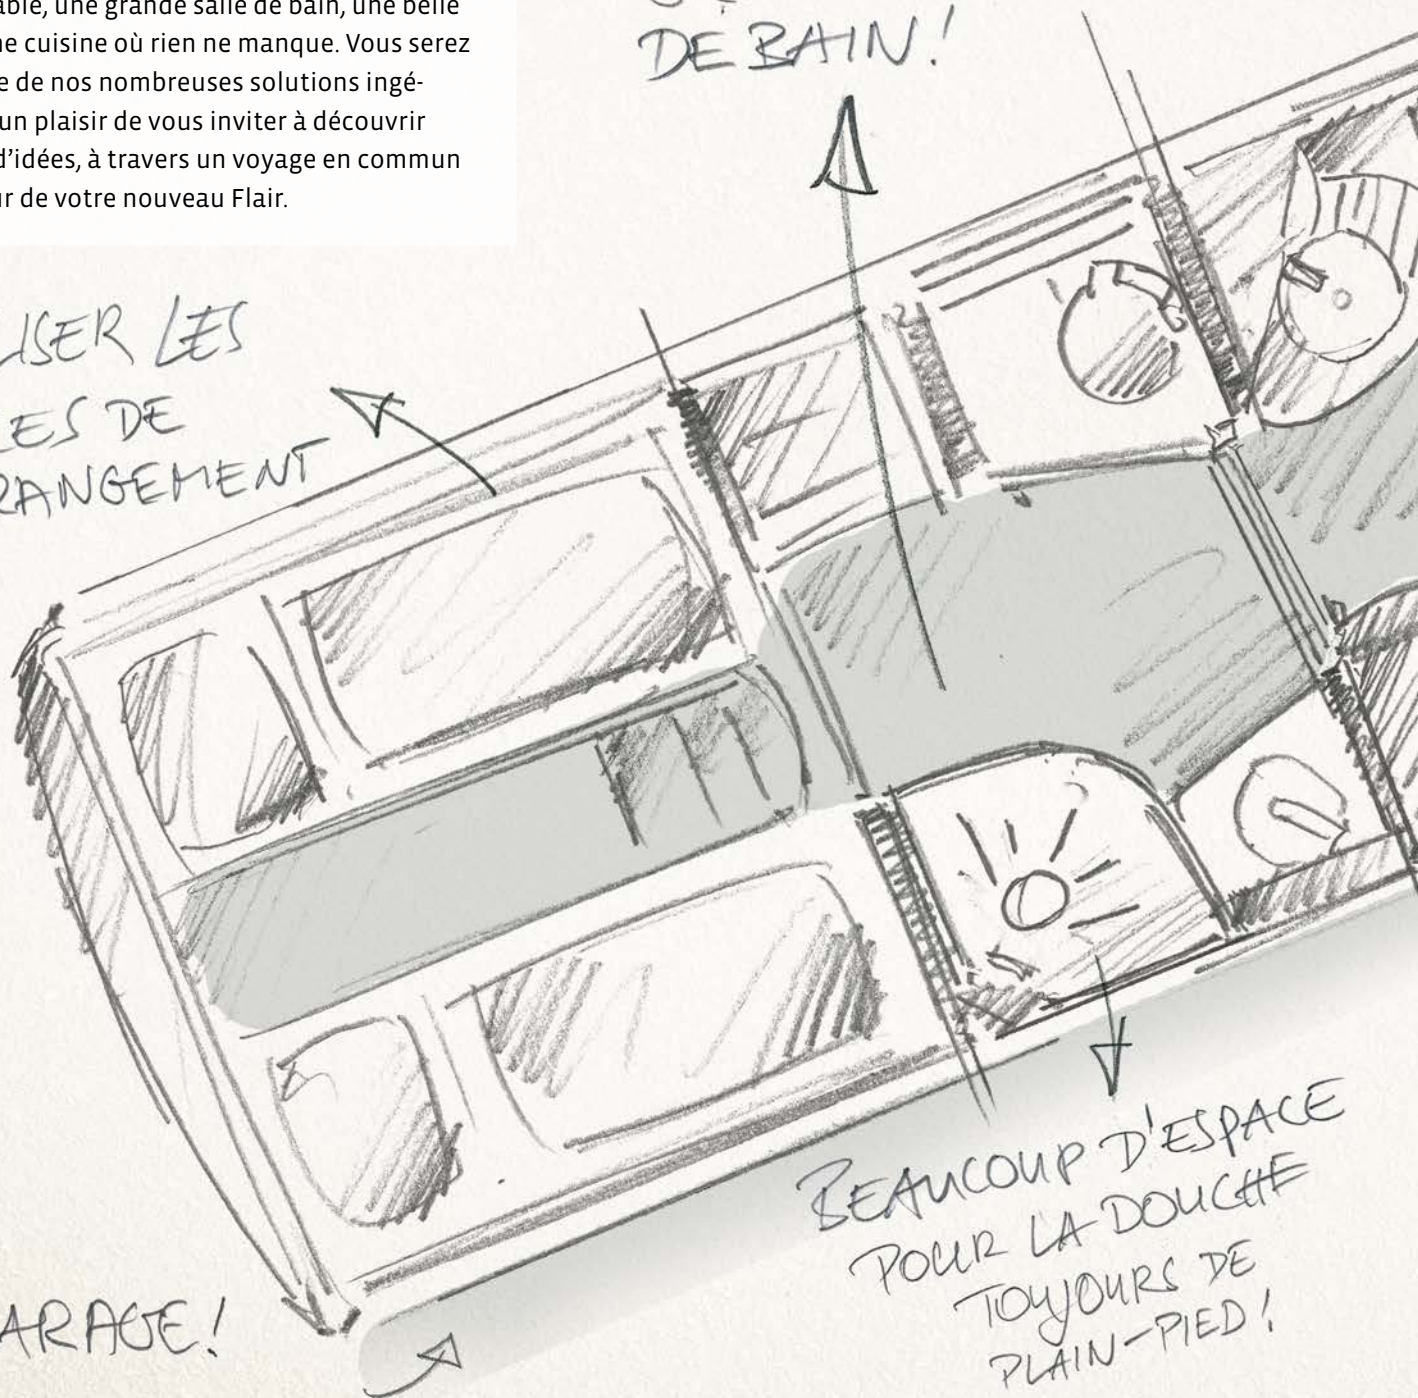 able, une grande salle de bain, une belle
ne cuisine où rien ne manque. Vous serez
e de nos nombreuses solutions ingé-
un plaisir de vous inviter à découvrir
d’idées, à travers un voyage en commun
ur de votre nouveau Flair.
DE BAIN !
LISER LES
LES DE
RANGEMENT
BEAUCOUP D'ESPACE
POUR LA DOUCHE
TOUJOURS DE
PLAIN-PIED !
ARAGE !